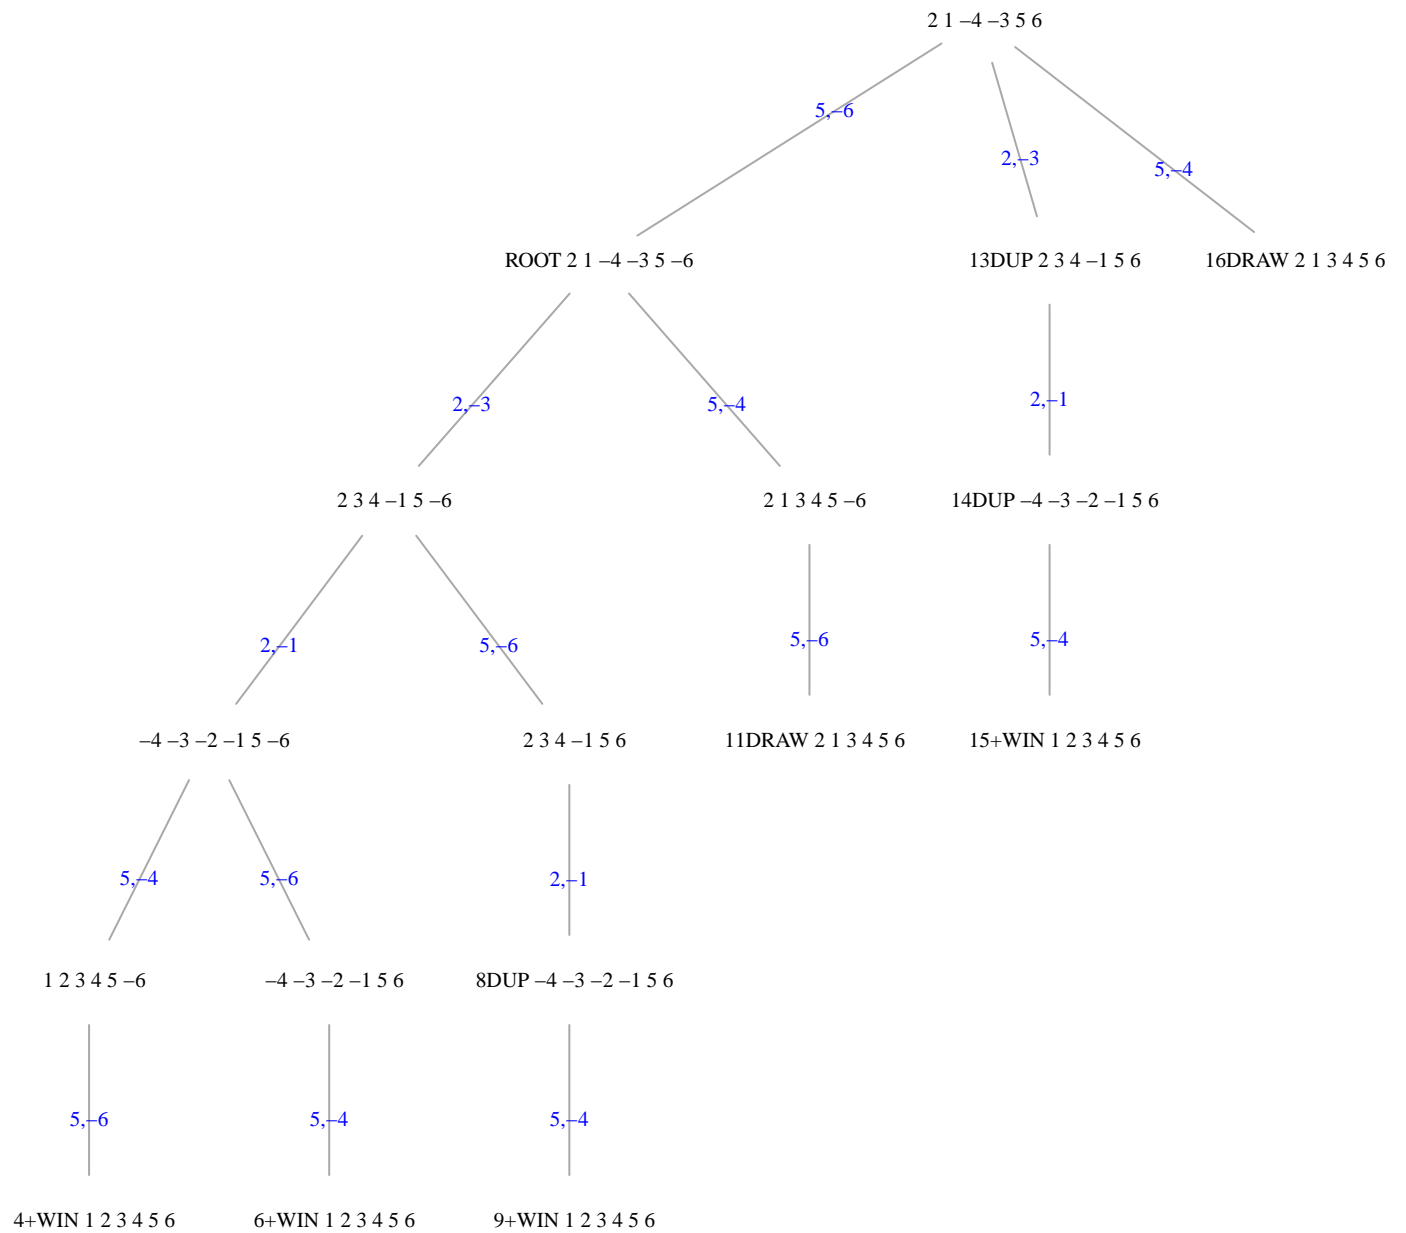 2 1 –4 –3 5 6
5,–6
2,–3
5,–4
ROOT 2 1 –4 –3 5 –6
13DUP 2 3 4 –1 5 6
16DRAW 2 1 3 4 5 6
2,–3
5,–4
2,–1
2 3 4 –1 5 –6
2 1 3 4 5 –6
14DUP –4 –3 –2 –1 5 6
2,–1
5,–6
5,–6
5,–4
–4 –3 –2 –1 5 –6
2 3 4 –1 5 6
11DRAW 2 1 3 4 5 6
15+WIN 1 2 3 4 5 6
5,–4
5,–6
2,–1
1 2 3 4 5 –6
–4 –3 –2 –1 5 6
8DUP –4 –3 –2 –1 5 6
5,–6
5,–4
5,–4
4+WIN 1 2 3 4 5 6
6+WIN 1 2 3 4 5 6
9+WIN 1 2 3 4 5 6